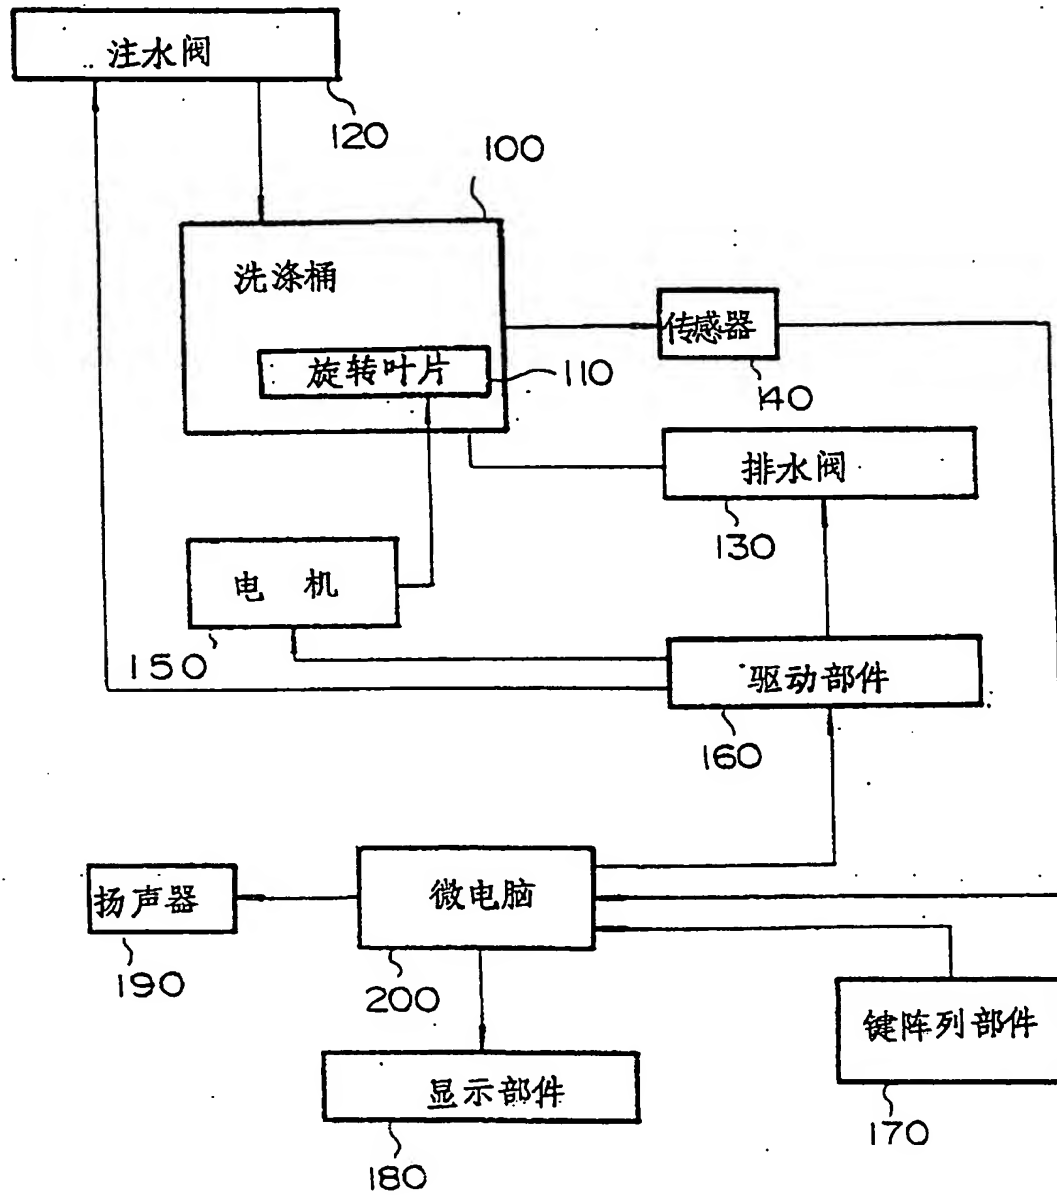 注水阀
120
100
洗涤桶
传感器
旋转叶片
110
140
排水阀
130
电 机
150
驱动部件
160
微电脑
扬声器
190
200
键阵列部件
显示部件
170
180